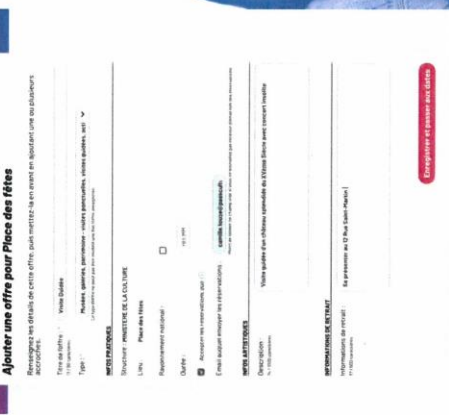 Ajouter une offre pour Place des fêtes
Renseignez les détails de cette offre, puis mettez-la en avant en ajoutant une ou plusieurs
accroches.
Titre de l'offre :
Visite Guidée
Type :
Musées, galeries, patrimoine - visites ponctuelles, visites guidées, acti
INFOS PRATIQUES
Structure : MINISTERE DE LA CULTURE
Lieu :
Place des fêtes
Rayonnement national :
Durée :
HH:MM
Accepter les réservations duo
Email auquel envoyer les réservations :
INFOS ARTISTIQUES
Description :
Visite guidée d'un château splendide du XVème Siècle avec concert insolite
INFORMATIONS DE RETRAIT
Informations de retrait :
Se présenter au 12 Rue Saint-Martin
Enregistrer et passer aux dates